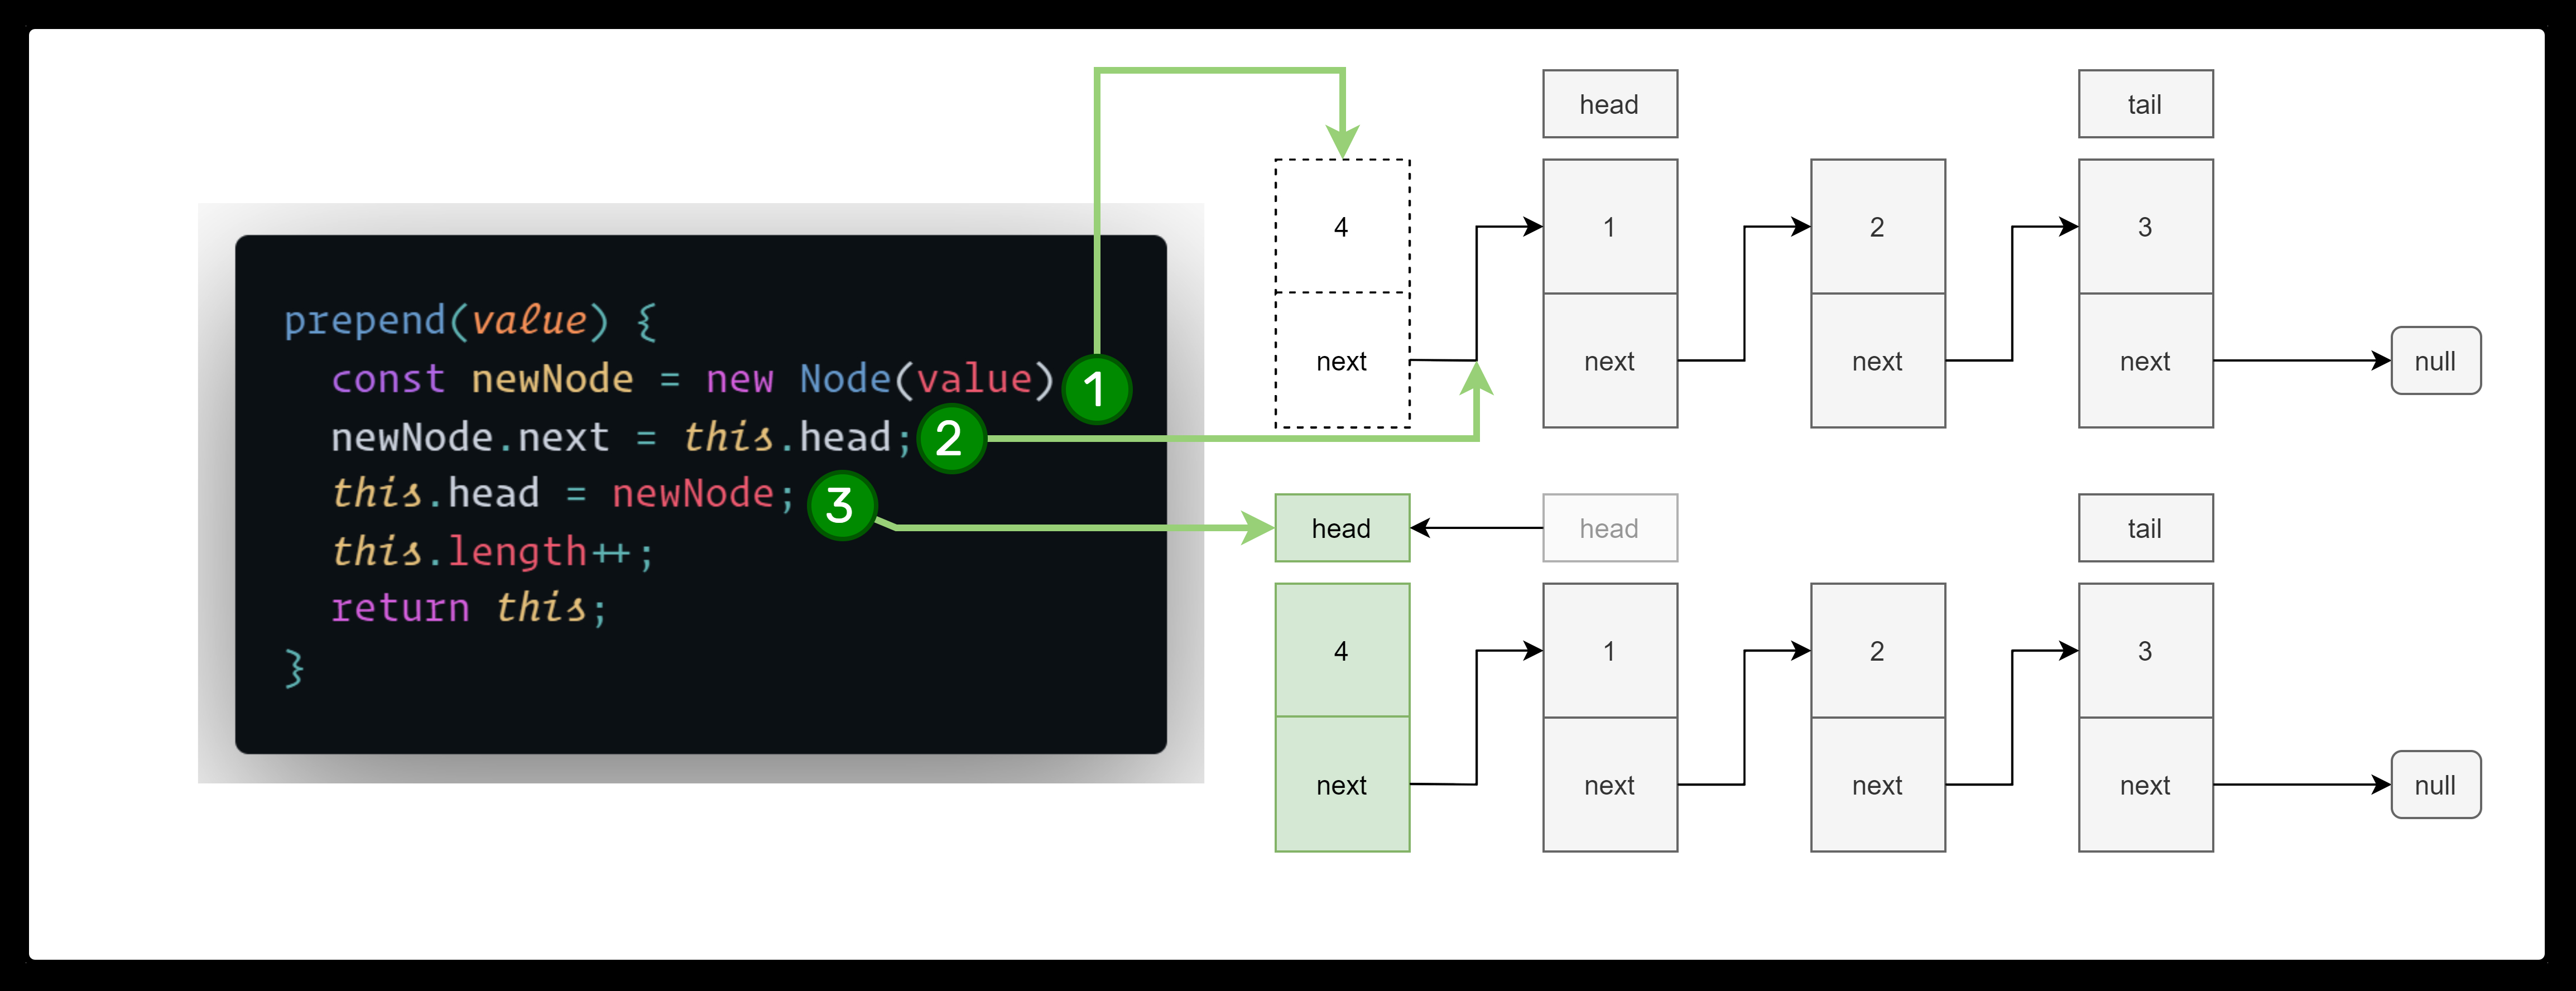 head
tail
4
1
2
3
next
next
next
next
null
prepend(value) {
const newNode = new Node(value)
1
newNode.next = this.head;
2
this.head = newNode;
3
this.length++;
return this;
}
head
head
tail
4
1
2
3
next
next
next
next
null